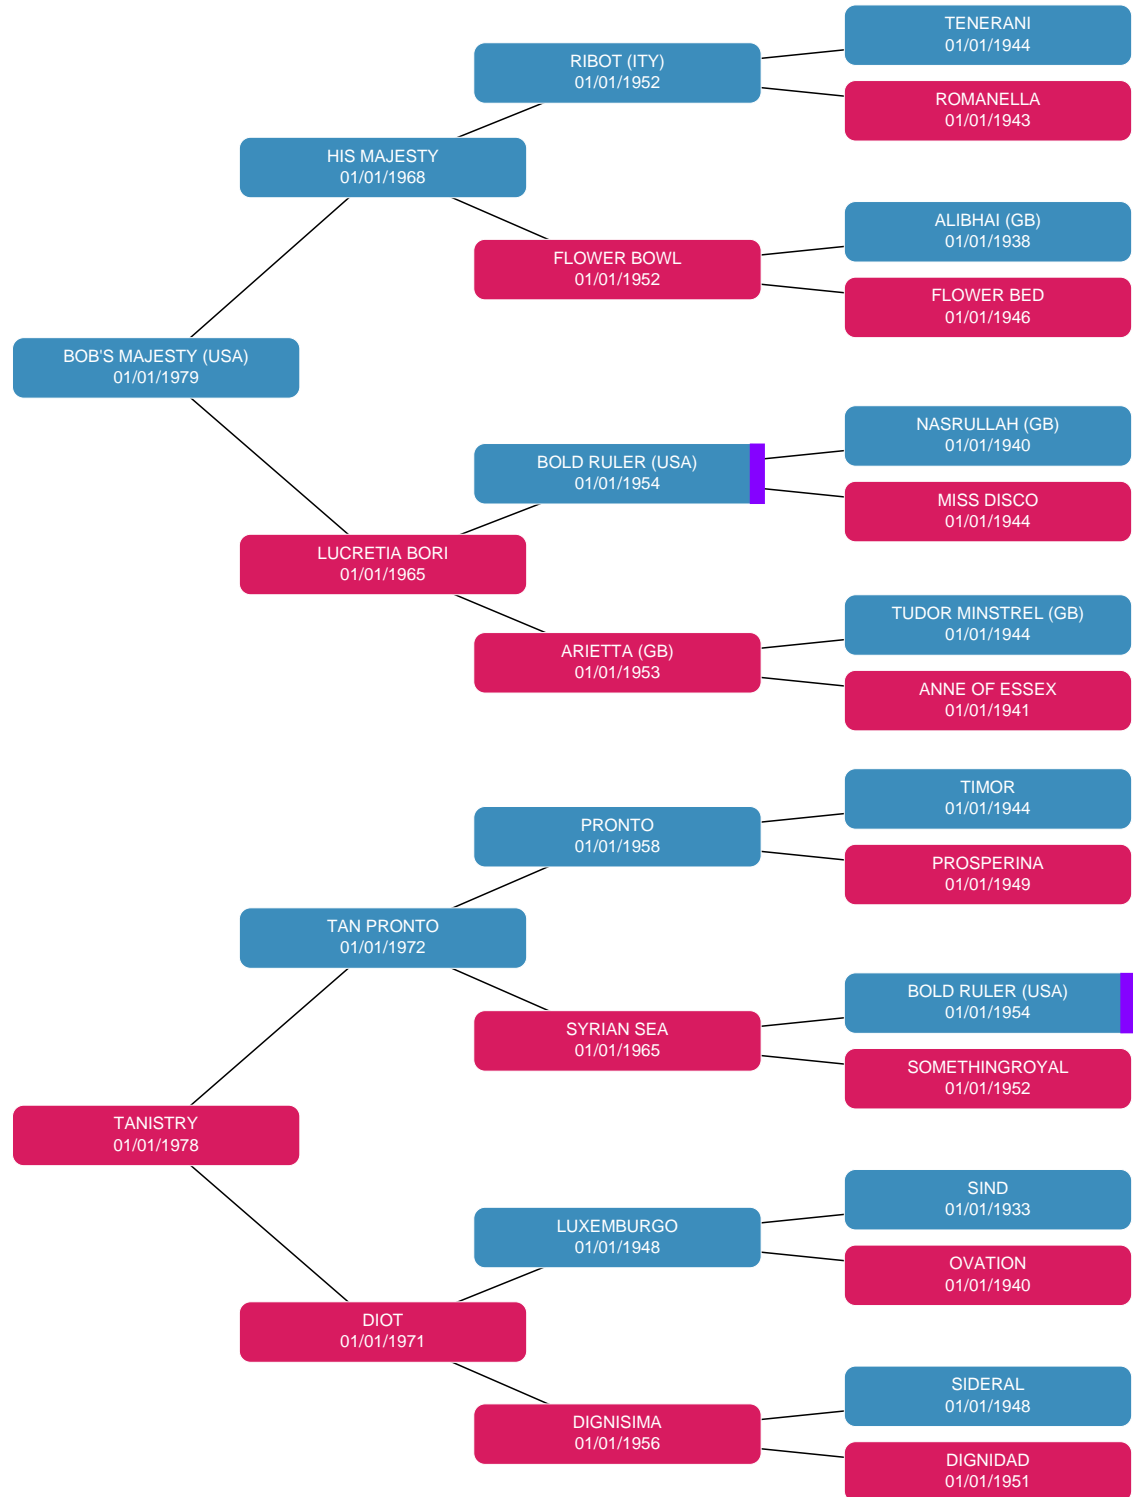 TENERANI
01/01/1944
RIBOT (ITY)
01/01/1952
ROMANELLA
01/01/1943
HIS MAJESTY
01/01/1968
ALIBHAI (GB)
01/01/1938
FLOWER BOWL
01/01/1952
FLOWER BED
01/01/1946
BOB'S MAJESTY (USA)
01/01/1979
NASRULLAH (GB)
01/01/1940
BOLD RULER (USA)
01/01/1954
MISS DISCO
01/01/1944
LUCRETIA BORI
01/01/1965
TUDOR MINSTREL (GB)
01/01/1944
ARIETTA (GB)
01/01/1953
ANNE OF ESSEX
01/01/1941
TIMOR
01/01/1944
PRONTO
01/01/1958
PROSPERINA
01/01/1949
TAN PRONTO
01/01/1972
BOLD RULER (USA)
01/01/1954
SYRIAN SEA
01/01/1965
SOMETHINGROYAL
01/01/1952
TANISTRY
01/01/1978
SIND
01/01/1933
LUXEMBURGO
01/01/1948
OVATION
01/01/1940
DIOT
01/01/1971
SIDERAL
01/01/1948
DIGNISIMA
01/01/1956
DIGNIDAD
01/01/1951